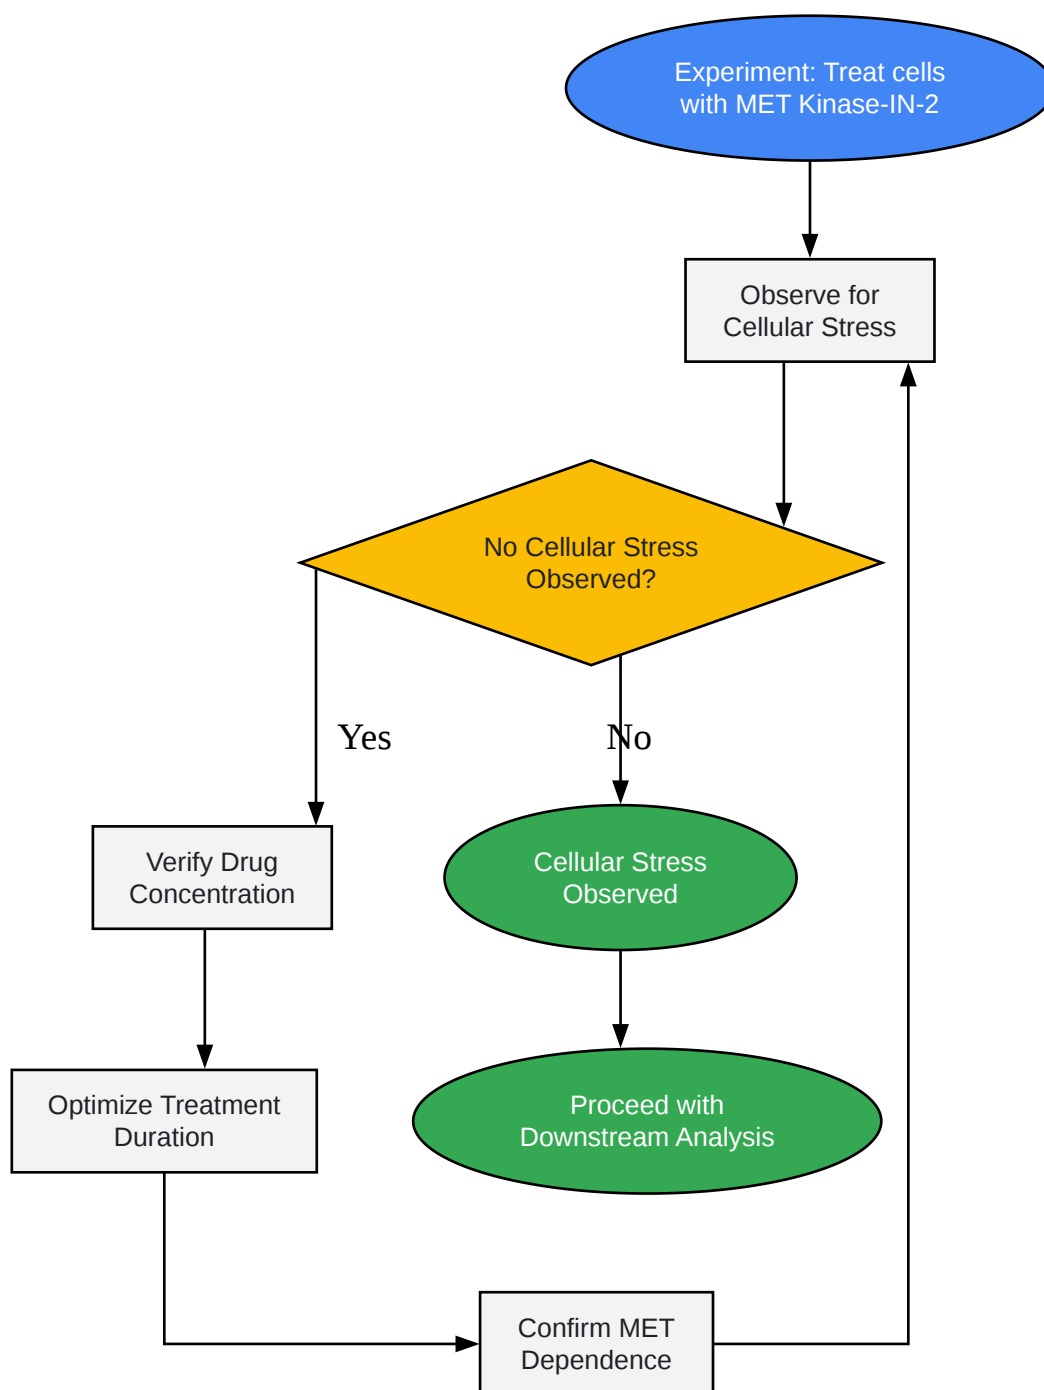 Experiment: Treat cells
with MET Kinase-IN-2
Observe for
Cellular Stress
No Cellular Stress
Observed?
Yes
No
Verify Drug
Concentration
Cellular Stress
Observed
Optimize Treatment
Duration
Proceed with
Downstream Analysis
Confirm MET
Dependence